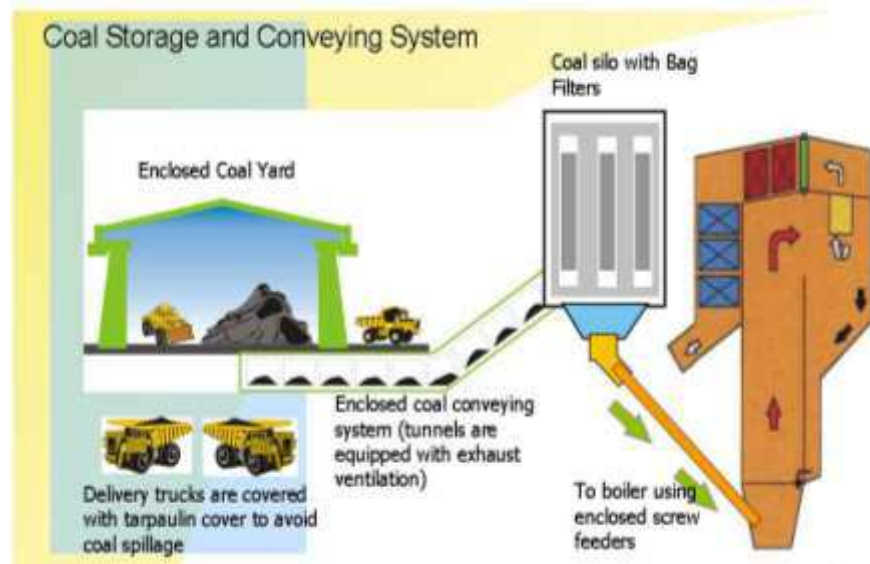 Coal Storage and Conveying System
Coal silo with Bag
Filters
Enclosed Coal Yard
Enclosed coal conveying
system (tunnels are
equipped with exhaust
ventilation)
Delivery trucks are covered
with tarpaulin cover to avoid
coal spillage
To boiler using
enclosed screw
feeders